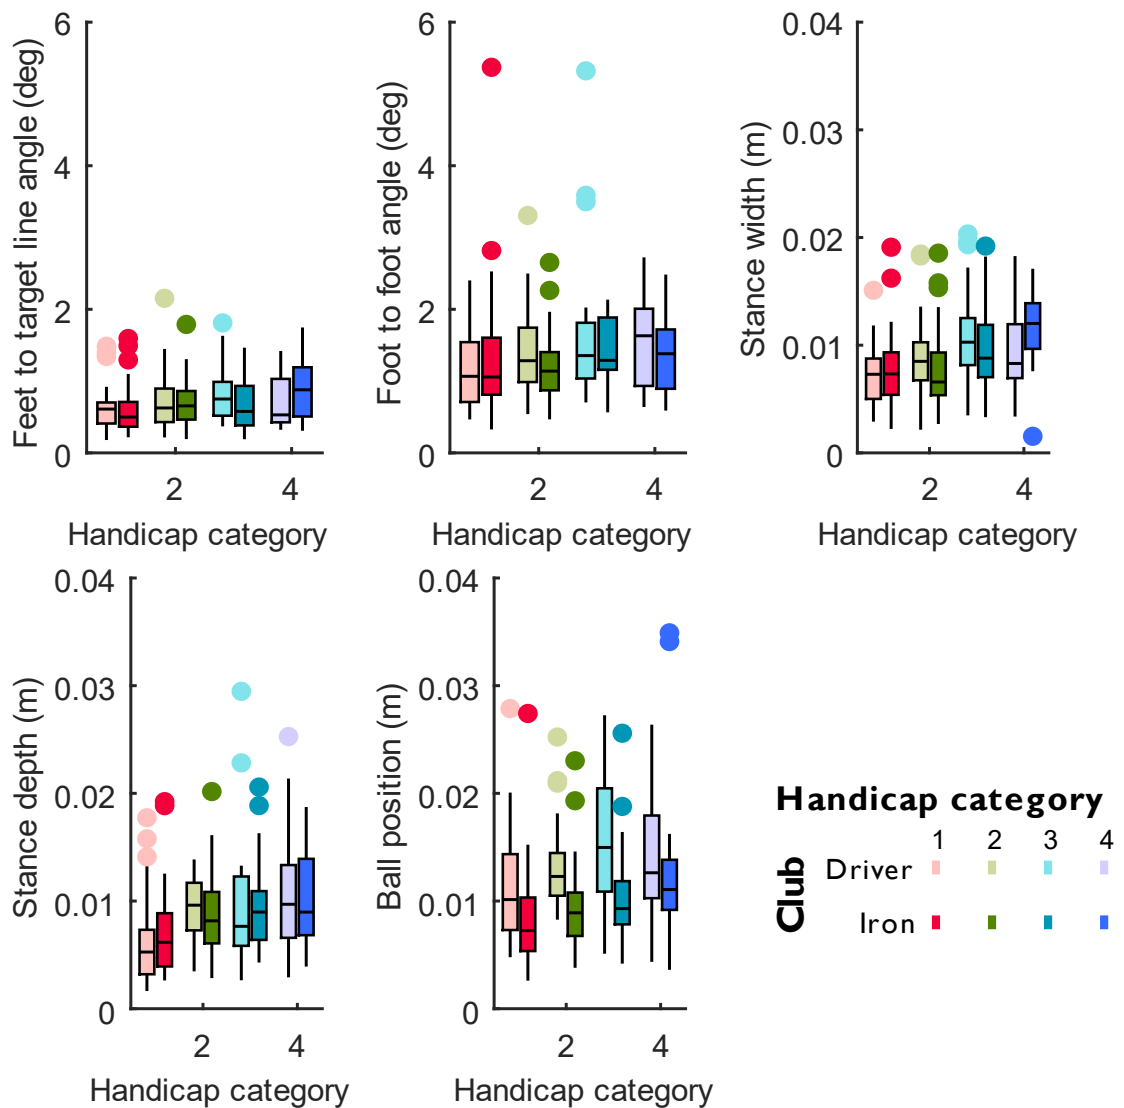 Feet to target line angle (deg)
6
4
2
0
2 4
Handicap category
Foot to foot angle (deg)
6
4
2
0
2 4
Handicap category
Stance width (m)
0.04
0.03
0.02
0.01
0
2 4
Handicap category
Stance depth (m)
0.04
0.03
0.02
0.01
0
2 4
Handicap category
Ball position (m)
0.04
0.03
0.02
0.01
0
2 4
Handicap category
Handicap category
1 2 3 4
Club
Driver
Iron